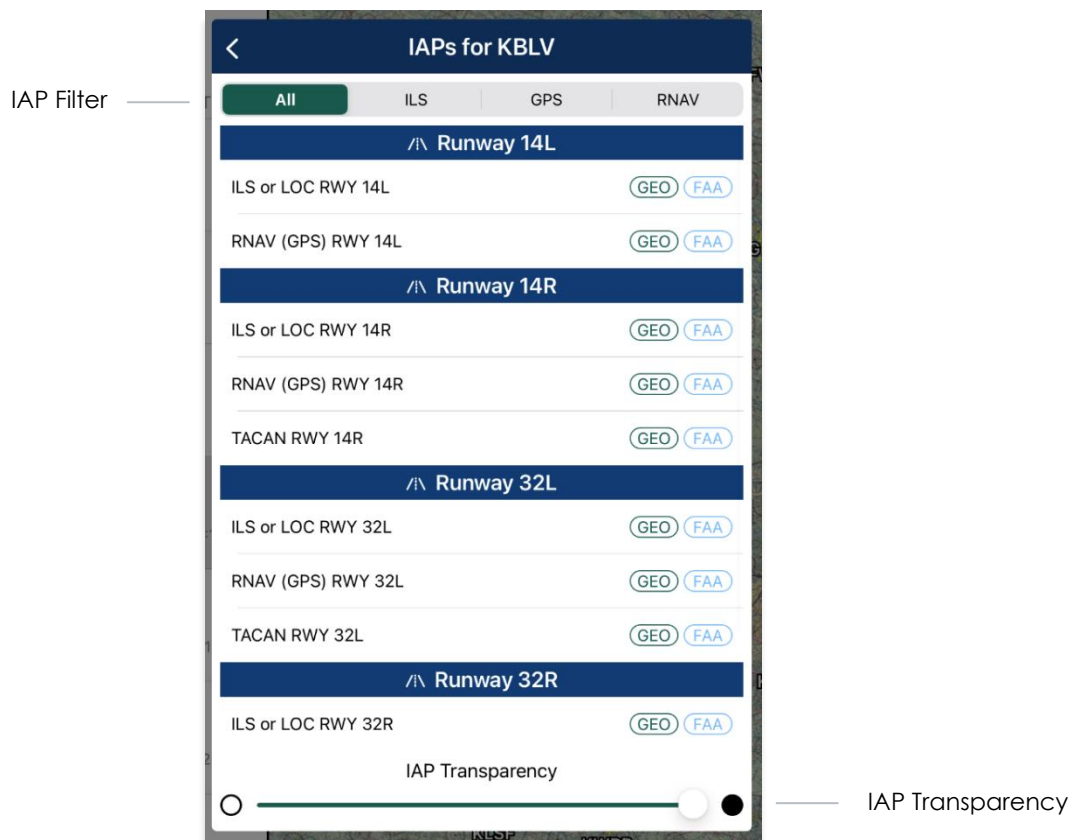 IAPs for KBLV
IAP Filter
All ILS GPS RNAV
Runway 14L
ILS or LOC RWY 14L GEO FAA
RNAV (GPS) RWY 14L GEO FAA
Runway 14R
ILS or LOC RWY 14R GEO FAA
RNAV (GPS) RWY 14R GEO FAA
TACAN RWY 14R GEO FAA
Runway 32L
ILS or LOC RWY 32L GEO FAA
RNAV (GPS) RWY 32L GEO FAA
TACAN RWY 32L GEO FAA
Runway 32R
ILS or LOC RWY 32R GEO FAA
IAP Transparency
IAP Transparency